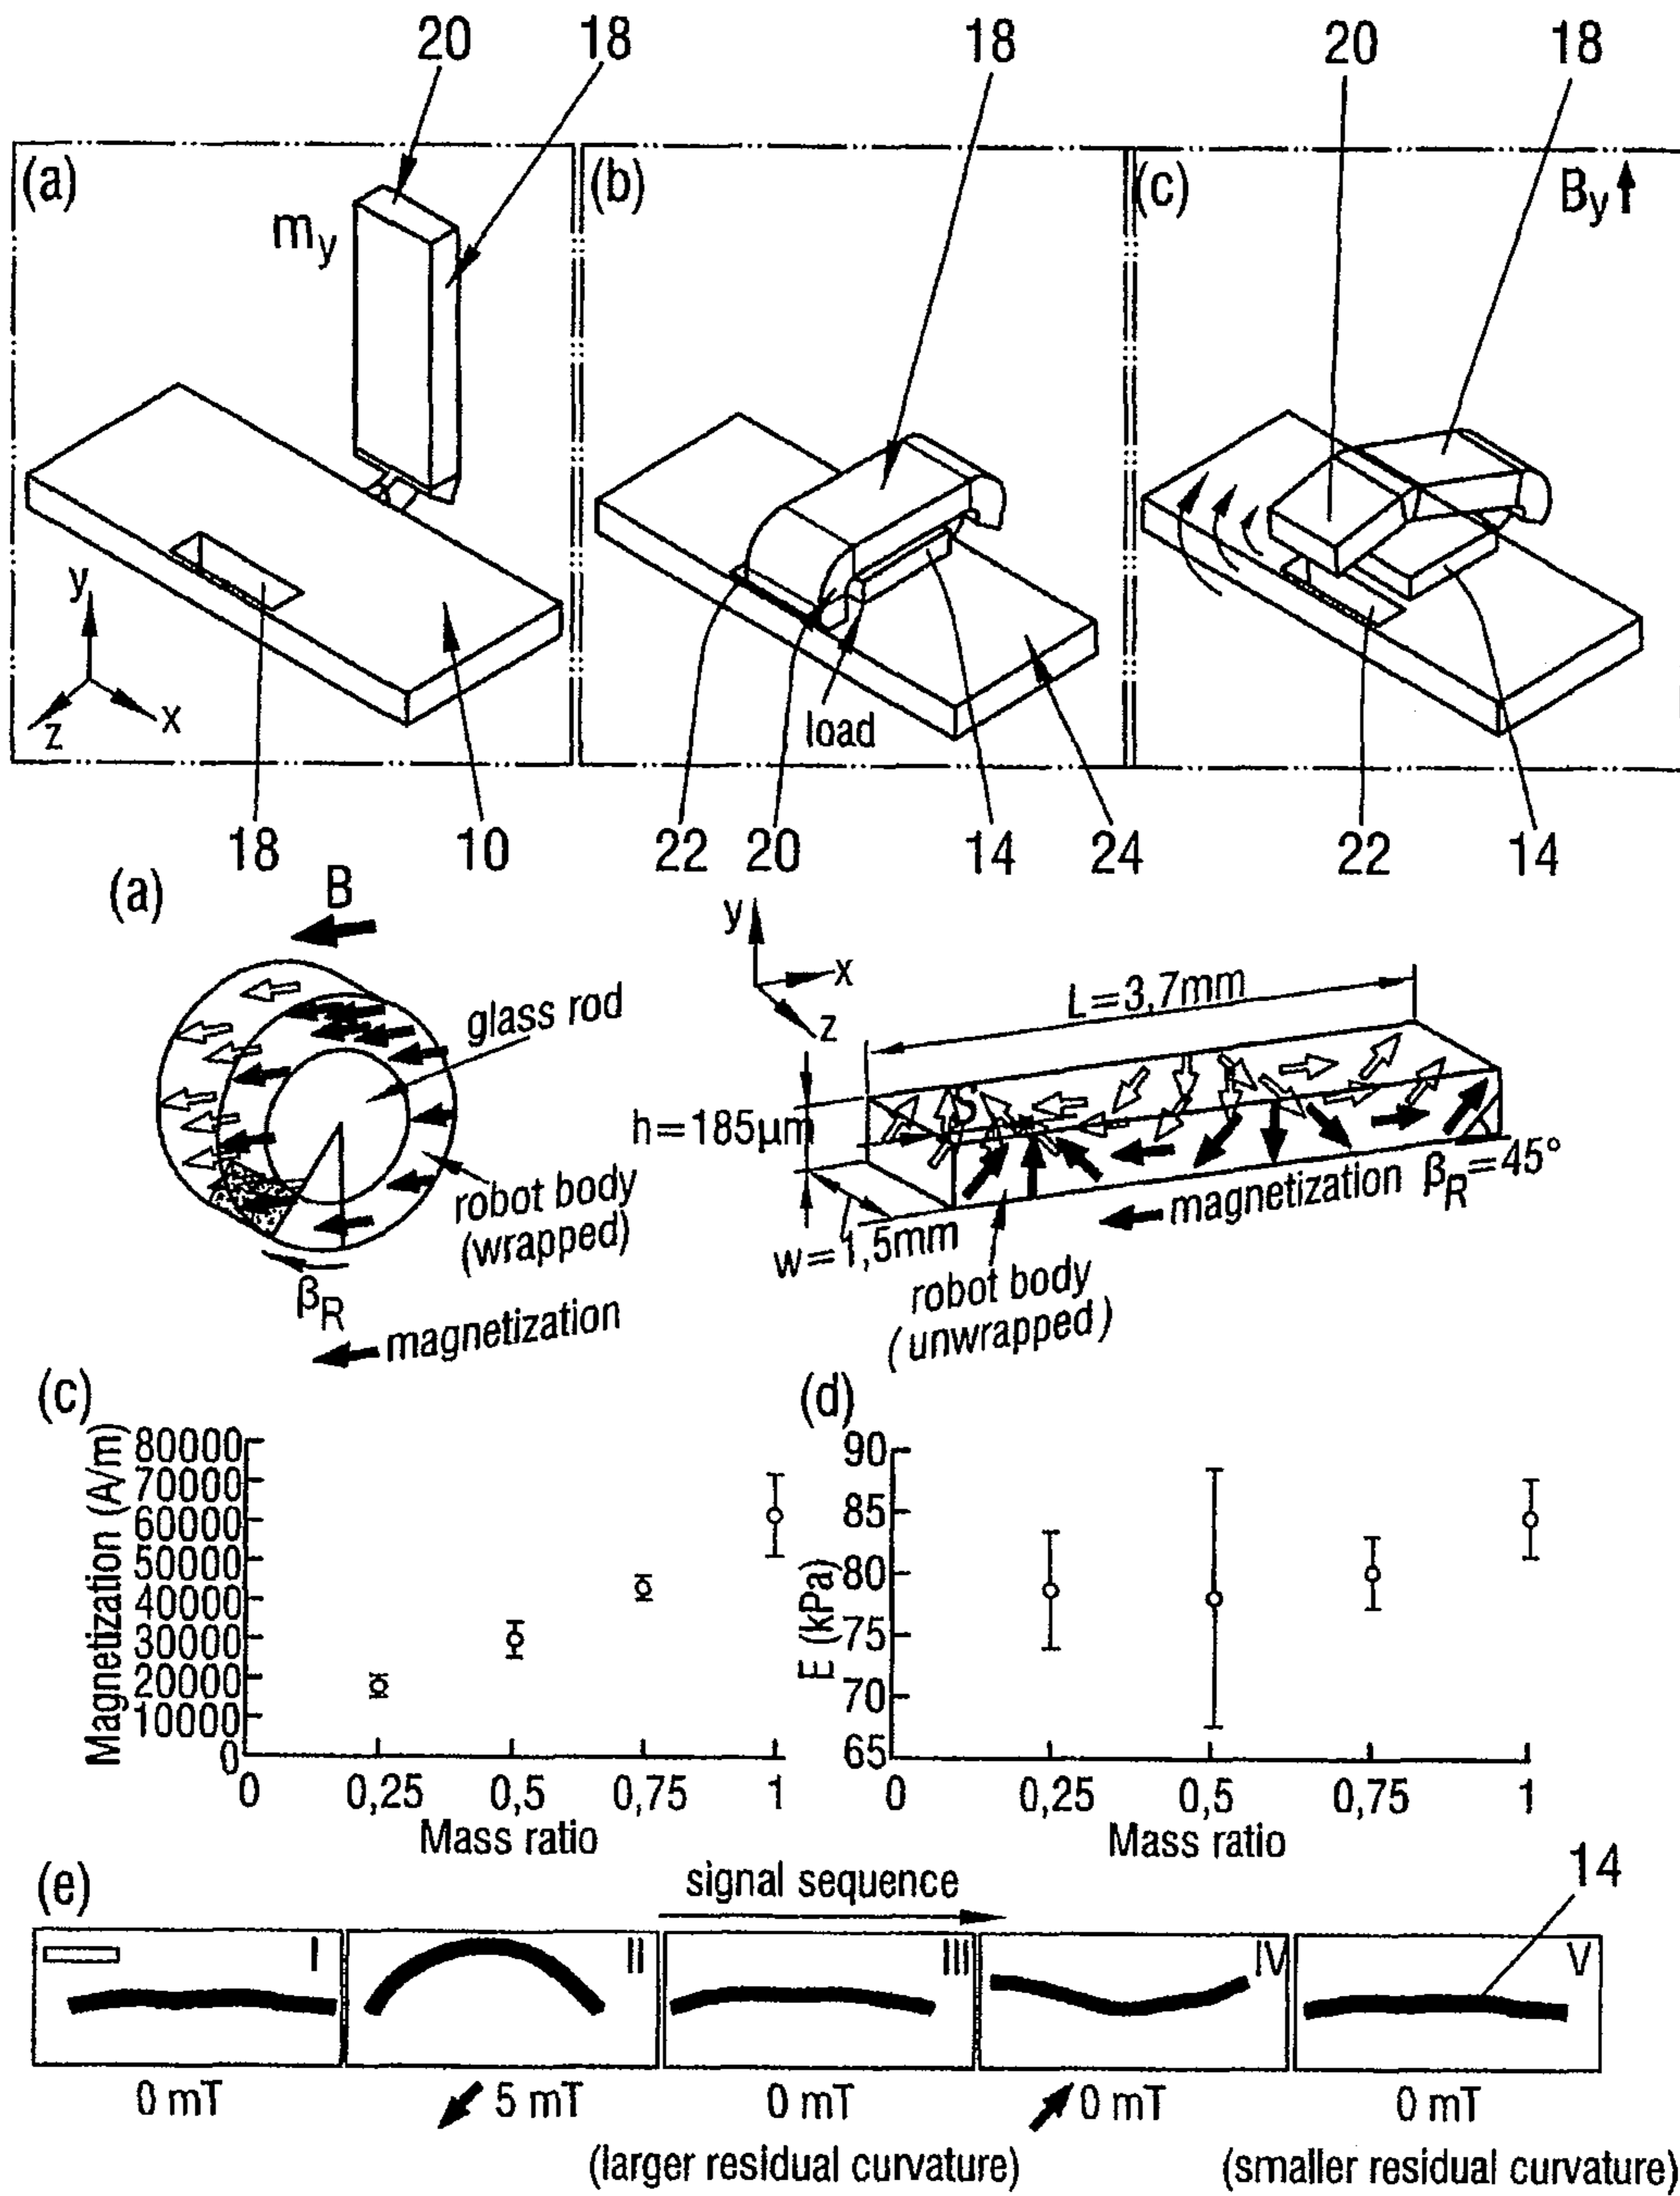 20 18 18 20 18
(a) (b) (c) By
my
y
z x
load
18 10 22 20 14 24 22 14
(a) B
glass rod
robot body
(wrapped)
βR
magnetization
y
x
z
L=3,7mm
h=185µm
S
w=1,5mm
magnetization βR=45°
robot body
(unwrapped)
(c)
Magnetization (A/m)
80000
70000
60000
50000
40000
30000
20000
10000
0
0 0,25 0,5 0,75 1
Mass ratio
(d)
E (kPa)
90
85
80
75
70
65
0 0,25 0,5 0,75 1
Mass ratio
(e) signal sequence 14
I II III IV V
0 mT 5 mT 0 mT 0 mT 0 mT
(larger residual curvature) (smaller residual curvature)